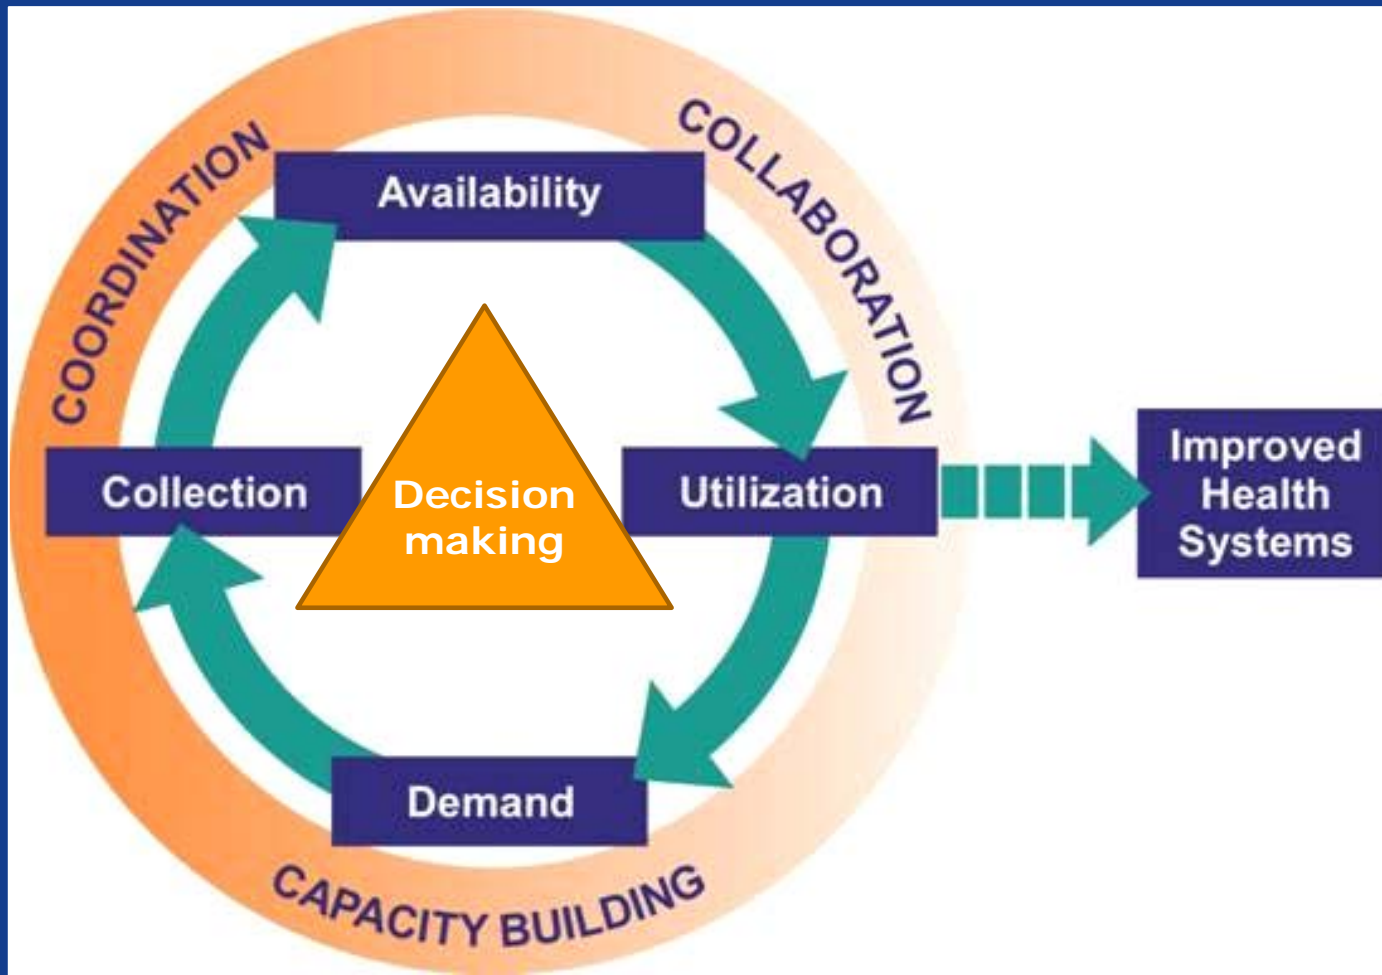 COORDINATION
COLLABORATION
Availability
Collection
Decision
making
Utilization
Improved
Health
Systems
Demand
CAPACITY BUILDING